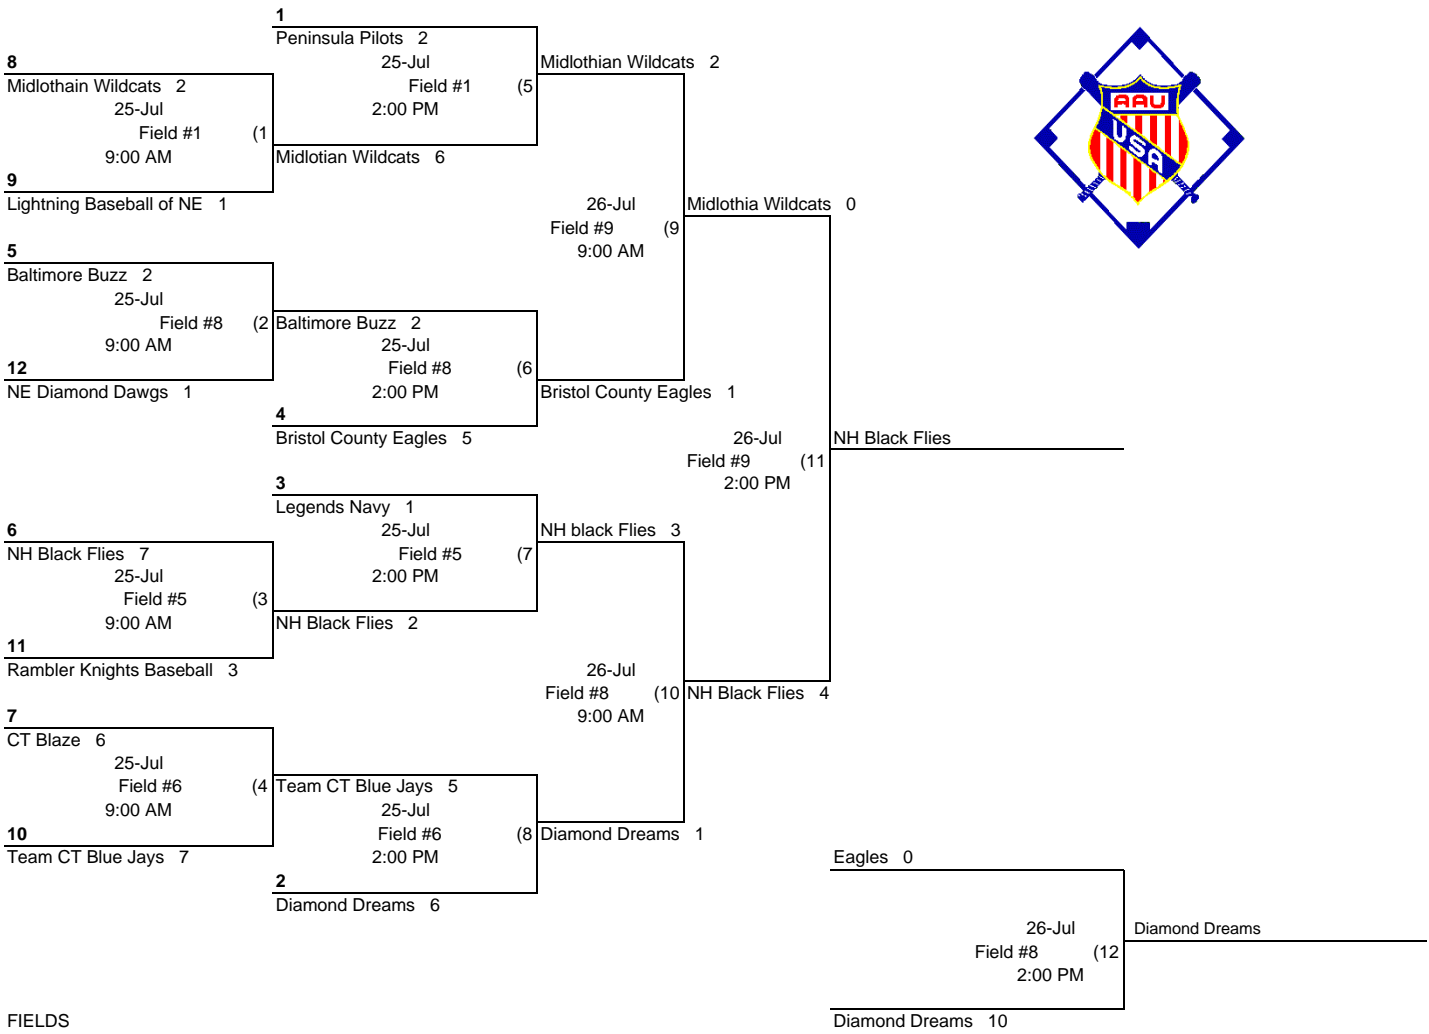 1
Peninsula Pilots 2
25-Jul
Field #1 (5
2:00 PM
8
Midlothain Wildcats 2
25-Jul
Field #1 (1
9:00 AM
Midlotian Wildcats 6
9
Lightning Baseball of NE 1
Midlothian Wildcats 2
26-Jul
Field #9 (9
9:00 AM
Midlothia Wildcats 0
5
Baltimore Buzz 2
25-Jul
Field #8 (2
9:00 AM
12
NE Diamond Dawgs 1
Baltimore Buzz 2
25-Jul
Field #8 (6
2:00 PM
4
Bristol County Eagles 5
Bristol County Eagles 1
26-Jul
Field #9 (11
2:00 PM
NH Black Flies
3
Legends Navy 1
25-Jul
Field #5 (7
2:00 PM
6
NH Black Flies 7
25-Jul
Field #5 (3
9:00 AM
NH Black Flies 2
11
Rambler Knights Baseball 3
NH black Flies 3
26-Jul
Field #8 (10
9:00 AM
NH Black Flies 4
7
CT Blaze 6
25-Jul
Field #6 (4
9:00 AM
10
Team CT Blue Jays 7
Team CT Blue Jays 5
25-Jul
Field #6 (8
2:00 PM
2
Diamond Dreams 6
Diamond Dreams 1
Eagles 0
26-Jul
Field #8 (12
2:00 PM
Diamond Dreams
Diamond Dreams 10
FIELDS
AAU
USA